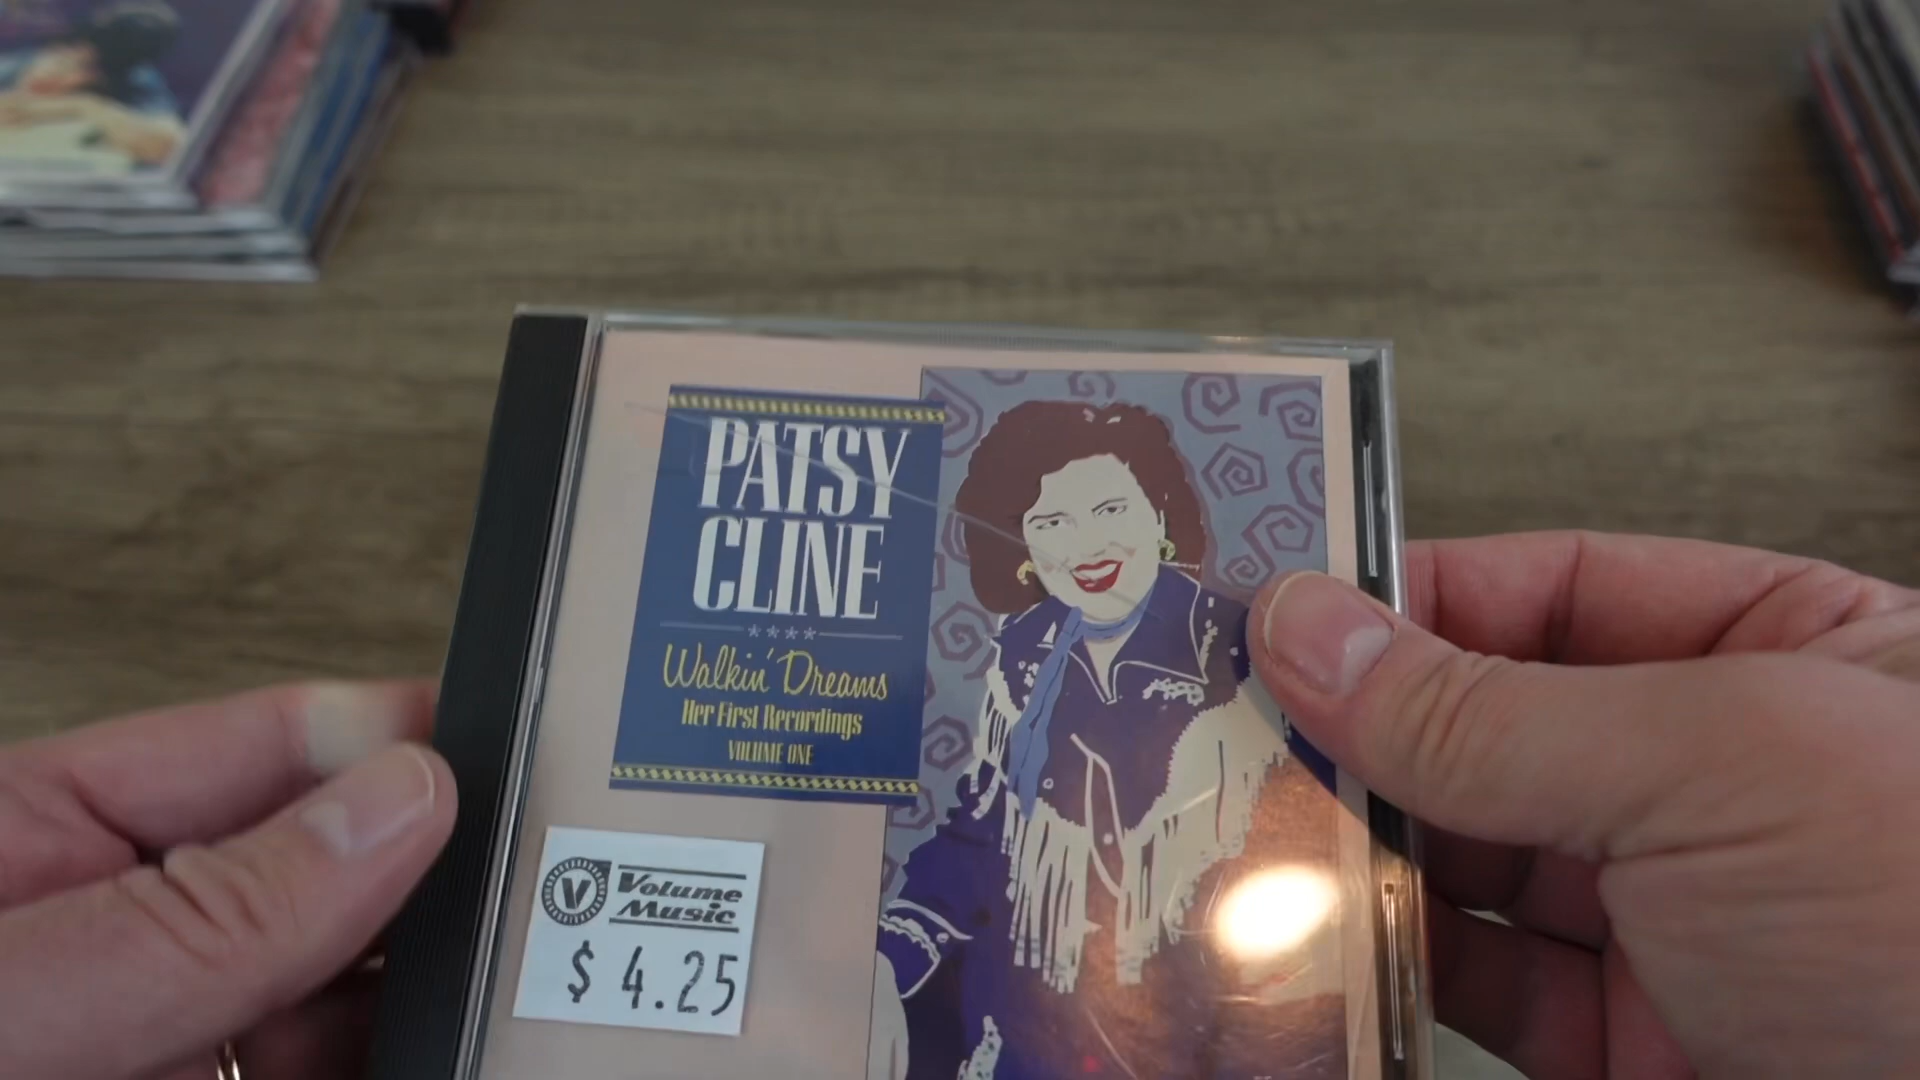 PATSY
CLINE
****
Walkin' Dreams
Her First Recordings
VOLUME ONE
V Volume
Music
$ 4.25